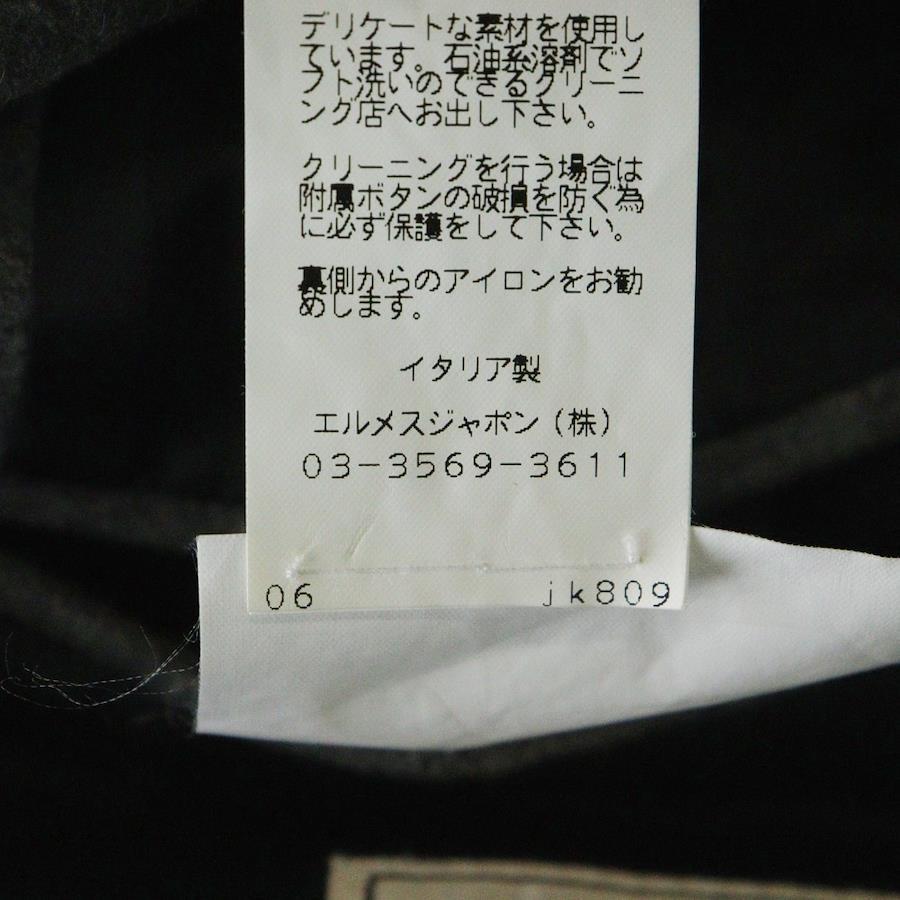 デリケートな素材を使用し
ています。石油系溶剤でソ
フト洗いのできるクリーニ
ング店へお出し下さい。
クリーニングを行う場合は
附属ボタンの破損を防ぐ為
に必ず保護をして下さい。
裏側からのアイロンをお勧
めします。
イタリア製
エルメスジャポン(株)
03-3569-3611
06 jk809